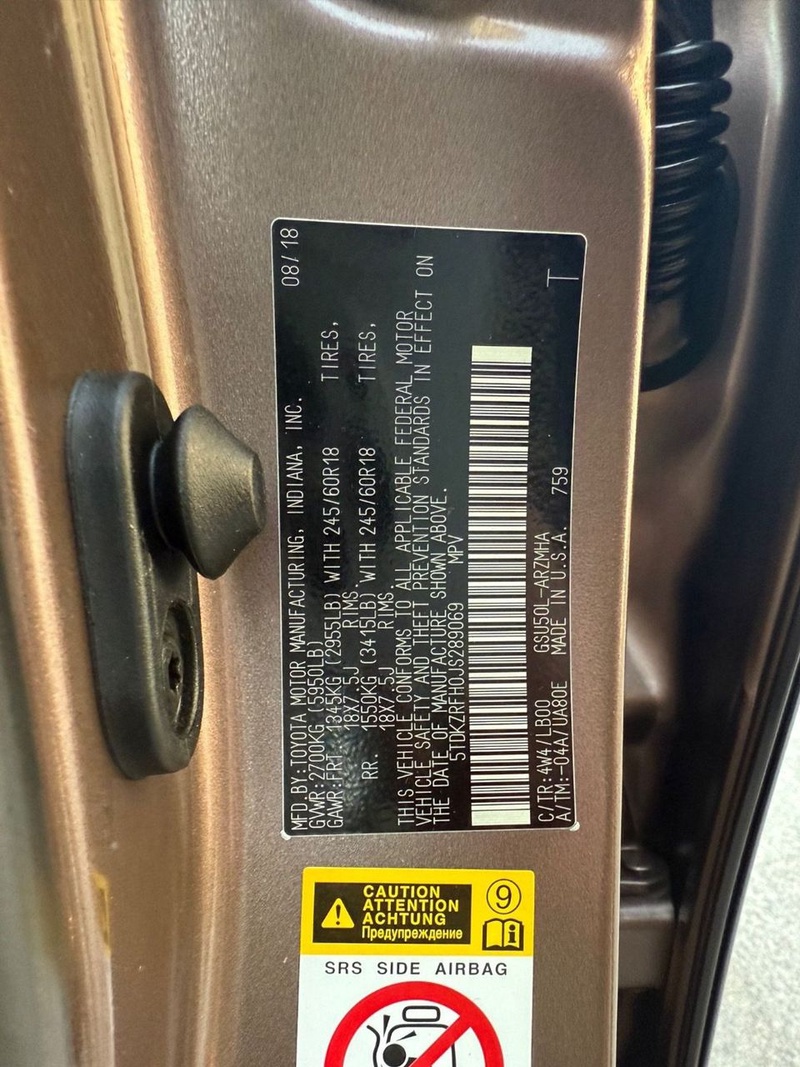 MFD.BY:TOYOTA MOTOR MANUFACTURING, INDIANA, INC. 08/18
GVWR:2700KG (5950LB)
GAWR:FRT. 1345KG (2955LB) WITH 245/60R18 TIRES,
18X7.5J RIMS.
RR. 1550KG (3415LB) WITH 245/60R18 TIRES,
18X7.5J RIMS.
THIS VEHICLE CONFORMS TO ALL APPLICABLE FEDERAL MOTOR
VEHICLE SAFETY AND THEFT PREVENTION STANDARDS IN EFFECT ON
THE DATE OF MANUFACTURE SHOWN ABOVE.
5TDKZRFH0JS289069 MPV
C/TR:4W4/LB00 GSU50L-ARZMHA T
A/TM:-04A/UA80E MADE IN U.S.A. 759
CAUTION
ATTENTION
ACHTUNG
Предупреждение
9
i
SRS SIDE AIRBAG